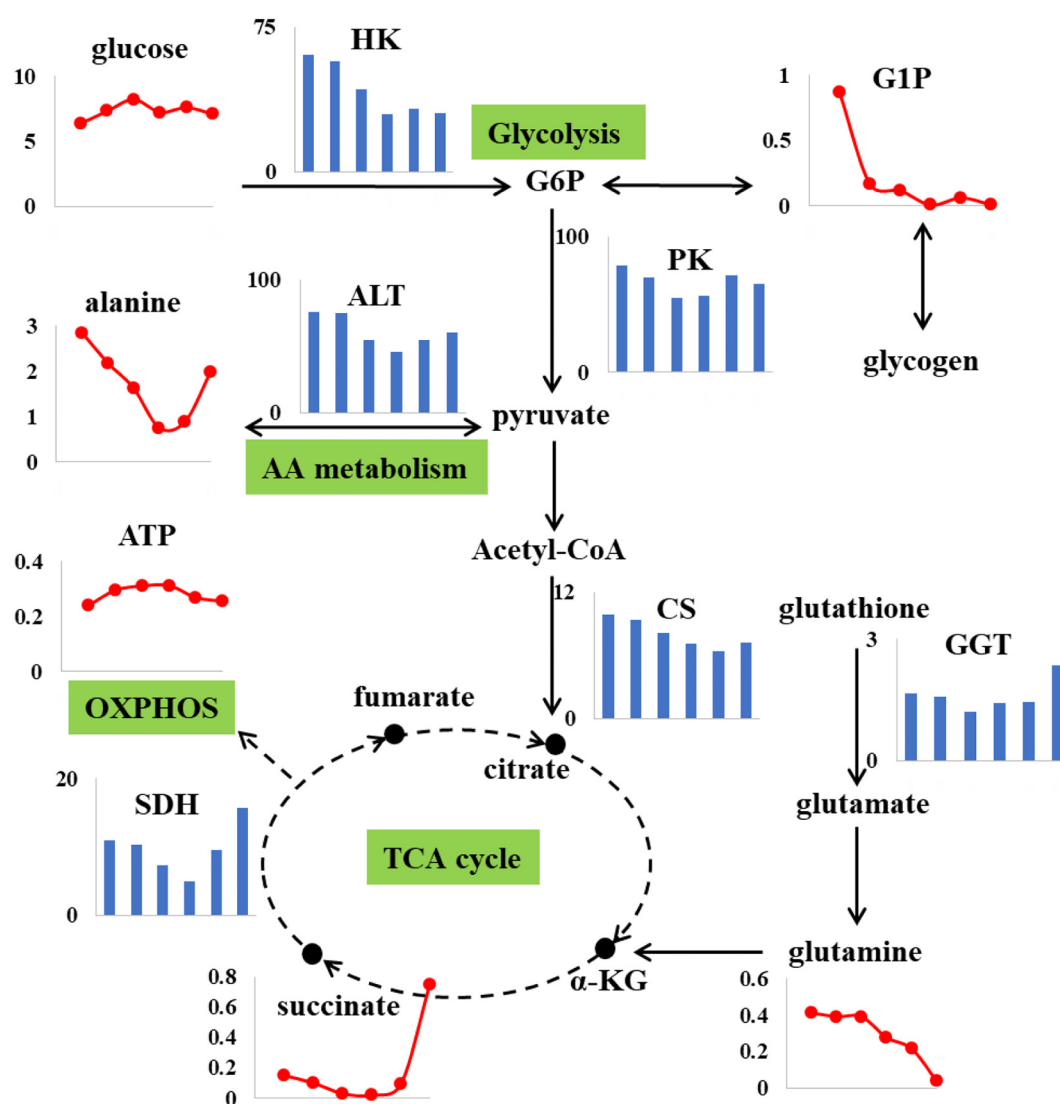 glucose
10
5
0
HK
75
0
Glycolysis
G6P
G1P
1
0.5
0
alanine
3
2
1
0
ALT
100
0
PK
100
0
glycogen
pyruvate
AA metabolism
ATP
0.4
0.2
0
Acetyl-CoA
CS
12
0
glutathione
GGT
3
0
OXPHOS
fumarate
citrate
glutamate
SDH
20
0
TCA cycle
glutamine
α-KG
succinate
0.8
0.6
0.4
0.2
0
0.6
0.4
0.2
0